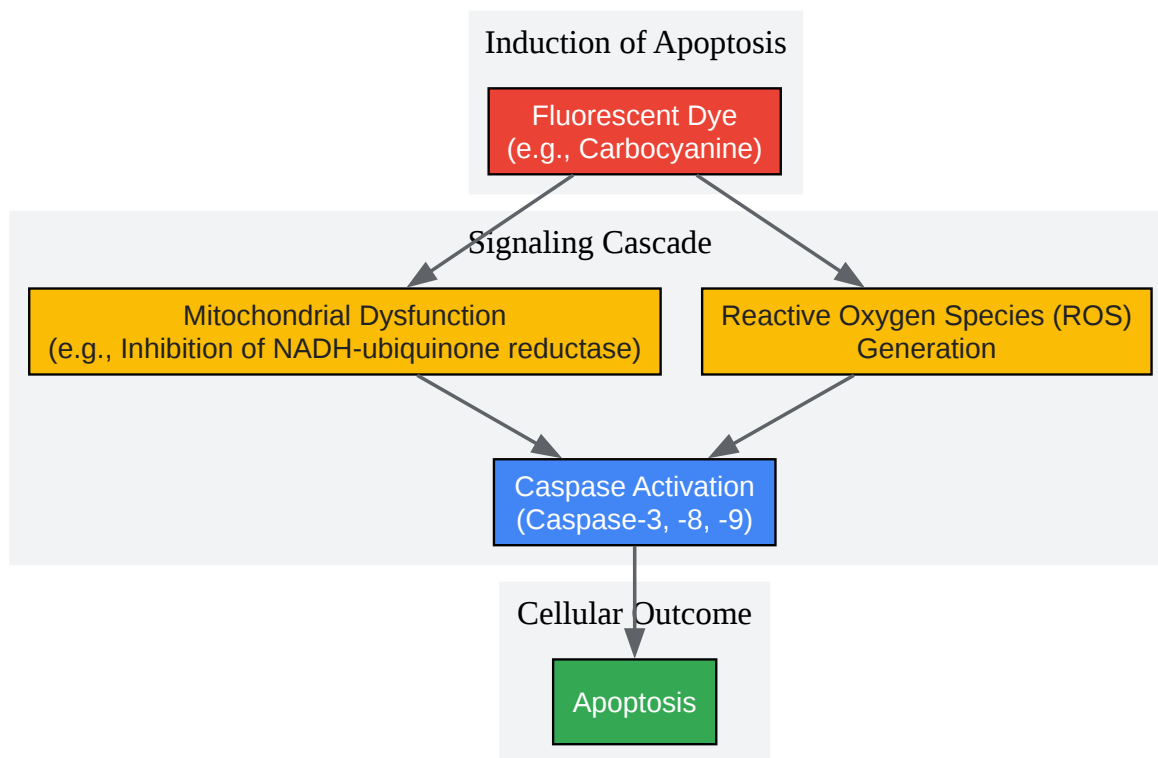 Induction of Apoptosis
Fluorescent Dye
(e.g., Carbocyanine)
Signaling Cascade
Mitochondrial Dysfunction
(e.g., Inhibition of NADH-ubiquinone reductase)
Reactive Oxygen Species (ROS)
Generation
Caspase Activation
(Caspase-3, -8, -9)
Cellular Outcome
Apoptosis